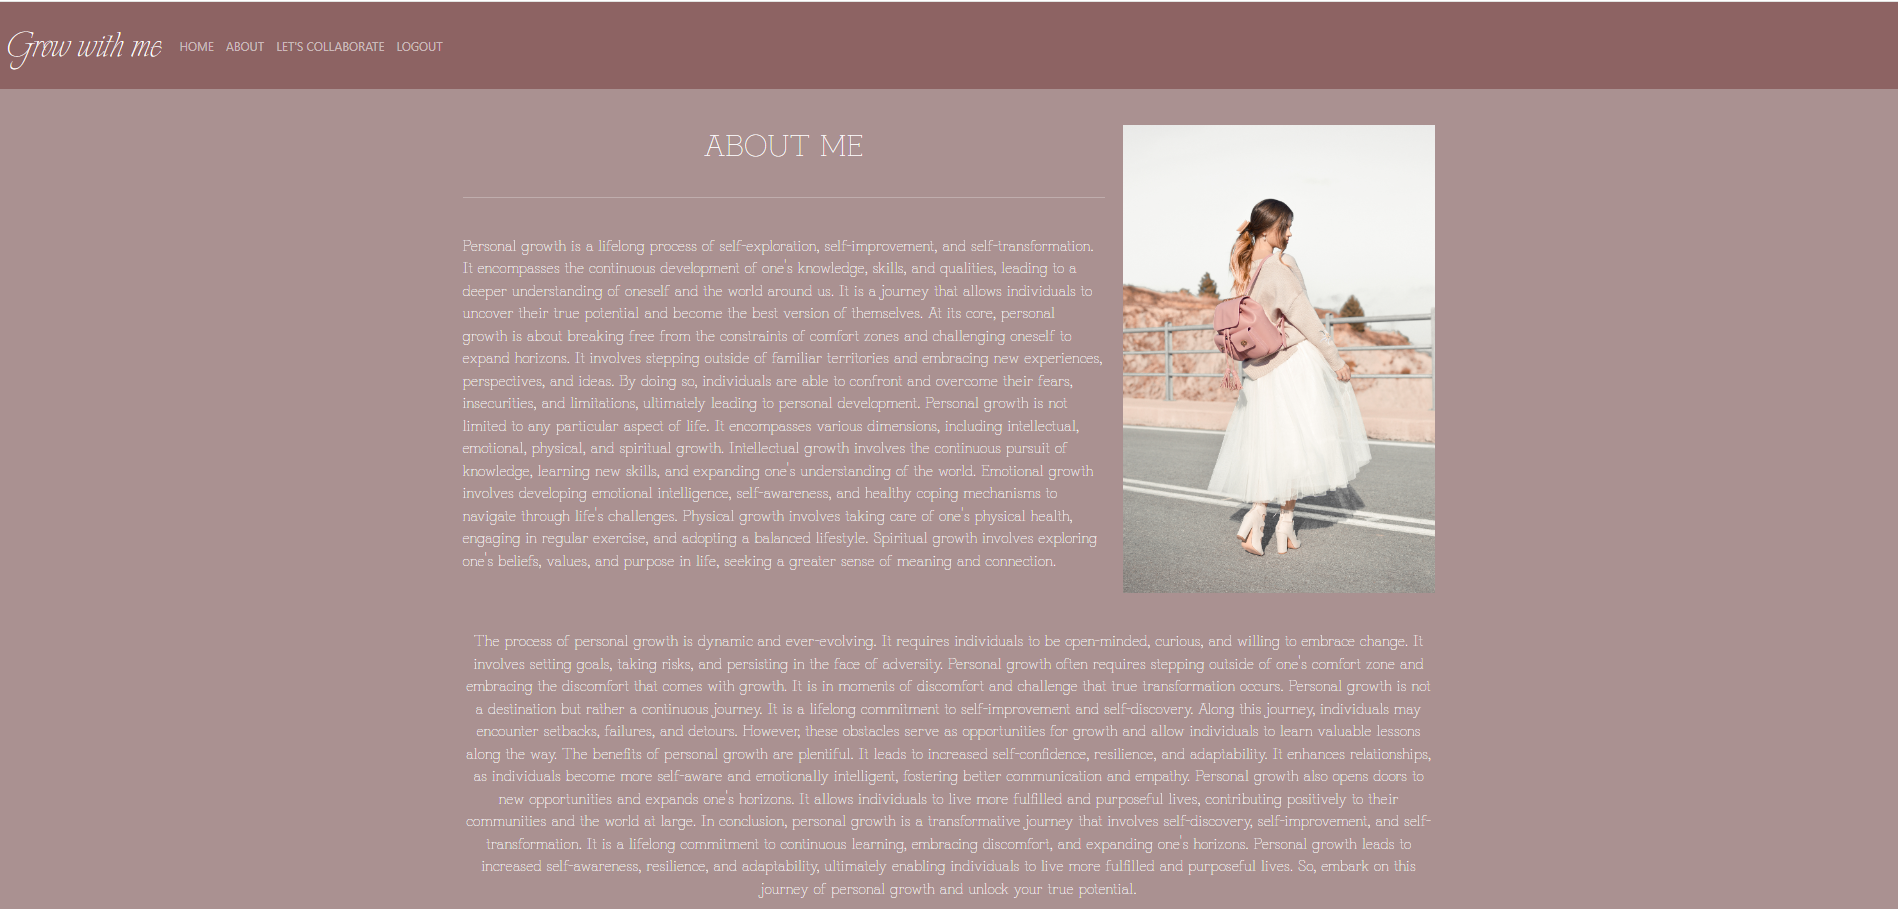 Grow with me
HOME ABOUT LET'S COLLABORATE LOGOUT
ABOUT ME
Personal growth is a lifelong process of self-exploration, self-improvement, and self-transformation.
It encompasses the continuous development of one's knowledge, skills, and qualities, leading to a
deeper understanding of oneself and the world around us. It is a journey that allows individuals to
uncover their true potential and become the best version of themselves. At its core, personal
growth is about breaking free from the constraints of comfort zones and challenging oneself to
expand horizons. It involves stepping outside of familiar territories and embracing new experiences,
perspectives, and ideas. By doing so, individuals are able to confront and overcome their fears,
insecurities, and limitations, ultimately leading to personal development. Personal growth is not
limited to any particular aspect of life. It encompasses various dimensions, including intellectual,
emotional, physical, and spiritual growth. Intellectual growth involves the continuous pursuit of
knowledge, learning new skills, and expanding one's understanding of the world. Emotional growth
involves developing emotional intelligence, self-awareness, and healthy coping mechanisms to
navigate through life's challenges. Physical growth involves taking care of one's physical health,
engaging in regular exercise, and adopting a balanced lifestyle. Spiritual growth involves exploring
one's beliefs, values, and purpose in life, seeking a greater sense of meaning and connection.
The process of personal growth is dynamic and ever-evolving. It requires individuals to be open-minded, curious, and willing to embrace change. It
involves setting goals, taking risks, and persisting in the face of adversity. Personal growth often requires stepping outside of one's comfort zone and
embracing the discomfort that comes with growth. It is in moments of discomfort and challenge that true transformation occurs. Personal growth is not
a destination but rather a continuous journey. It is a lifelong commitment to self-improvement and self-discovery. Along this journey, individuals may
encounter setbacks, failures, and detours. However, these obstacles serve as opportunities for growth and allow individuals to learn valuable lessons
along the way. The benefits of personal growth are plentiful. It leads to increased self-confidence, resilience, and adaptability. It enhances relationships,
as individuals become more self-aware and emotionally intelligent, fostering better communication and empathy. Personal growth also opens doors to
new opportunities and expands one's horizons. It allows individuals to live more fulfilled and purposeful lives, contributing positively to their
communities and the world at large. In conclusion, personal growth is a transformative journey that involves self-discovery, self-improvement, and self-
transformation. It is a lifelong commitment to continuous learning, embracing discomfort, and expanding one's horizons. Personal growth leads to
increased self-awareness, resilience, and adaptability, ultimately enabling individuals to live more fulfilled and purposeful lives. So, embark on this
journey of personal growth and unlock your true potential.